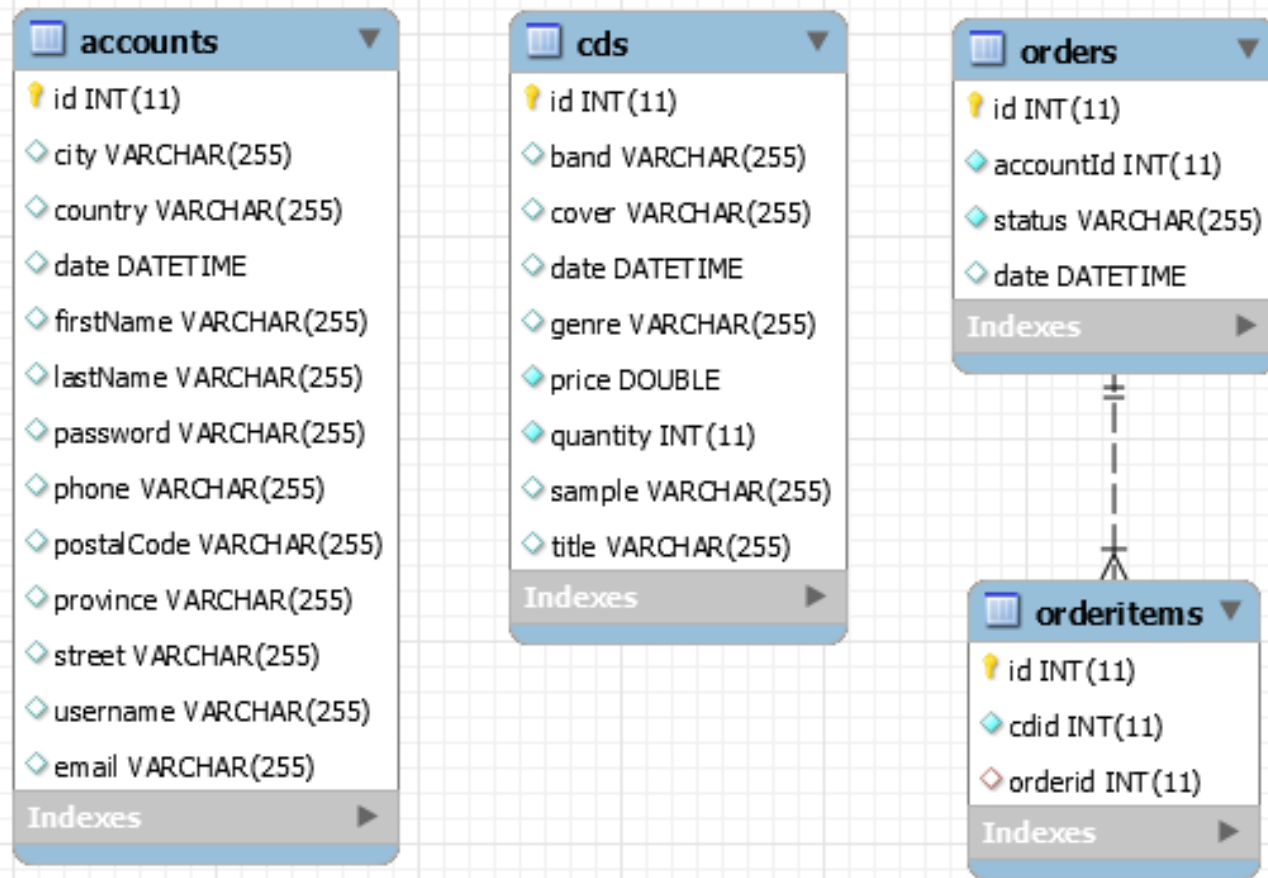 accounts
id INT(11)
city VARCHAR(255)
country VARCHAR(255)
date DATETIME
firstName VARCHAR(255)
lastName VARCHAR(255)
password VARCHAR(255)
phone VARCHAR(255)
postalCode VARCHAR(255)
province VARCHAR(255)
street VARCHAR(255)
username VARCHAR(255)
email VARCHAR(255)
Indexes
cds
id INT(11)
band VARCHAR(255)
cover VARCHAR(255)
date DATETIME
genre VARCHAR(255)
price DOUBLE
quantity INT(11)
sample VARCHAR(255)
title VARCHAR(255)
Indexes
orders
id INT(11)
accountId INT(11)
status VARCHAR(255)
date DATETIME
Indexes
orderitems
id INT(11)
cdid INT(11)
orderid INT(11)
Indexes